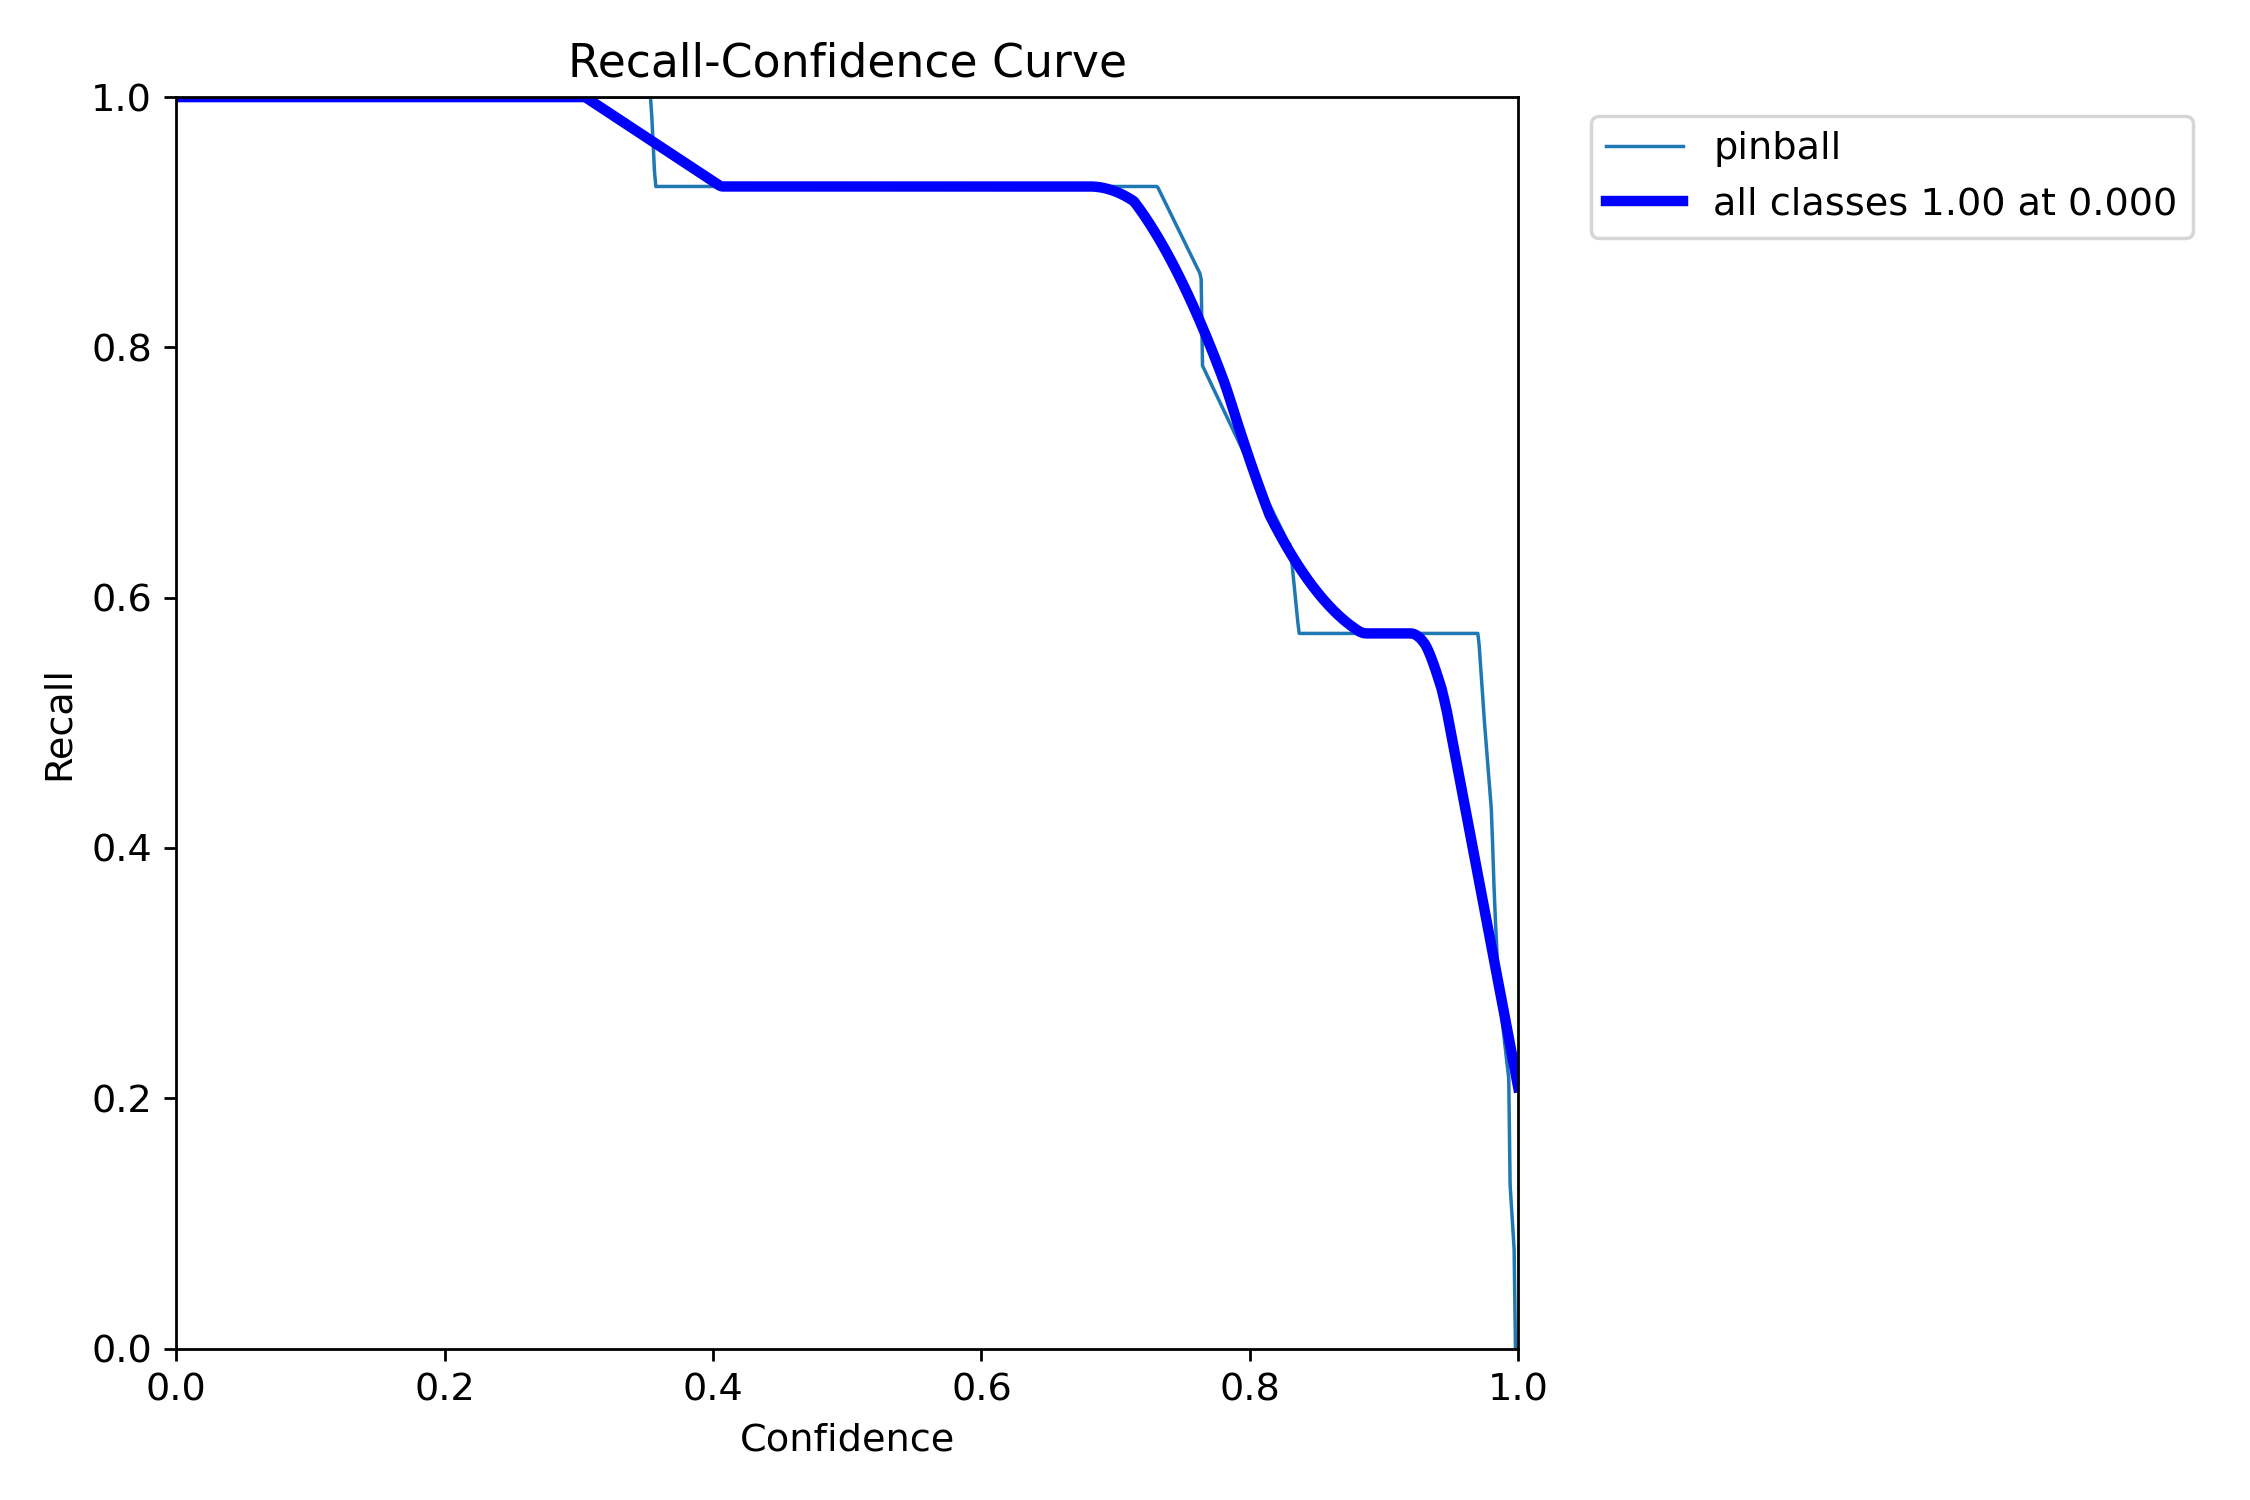 Recall-Confidence Curve
1.0
0.8
0.6
0.4
0.2
0.0
Recall
0.0 0.2 0.4 0.6 0.8 1.0
Confidence
pinball
all classes 1.00 at 0.000